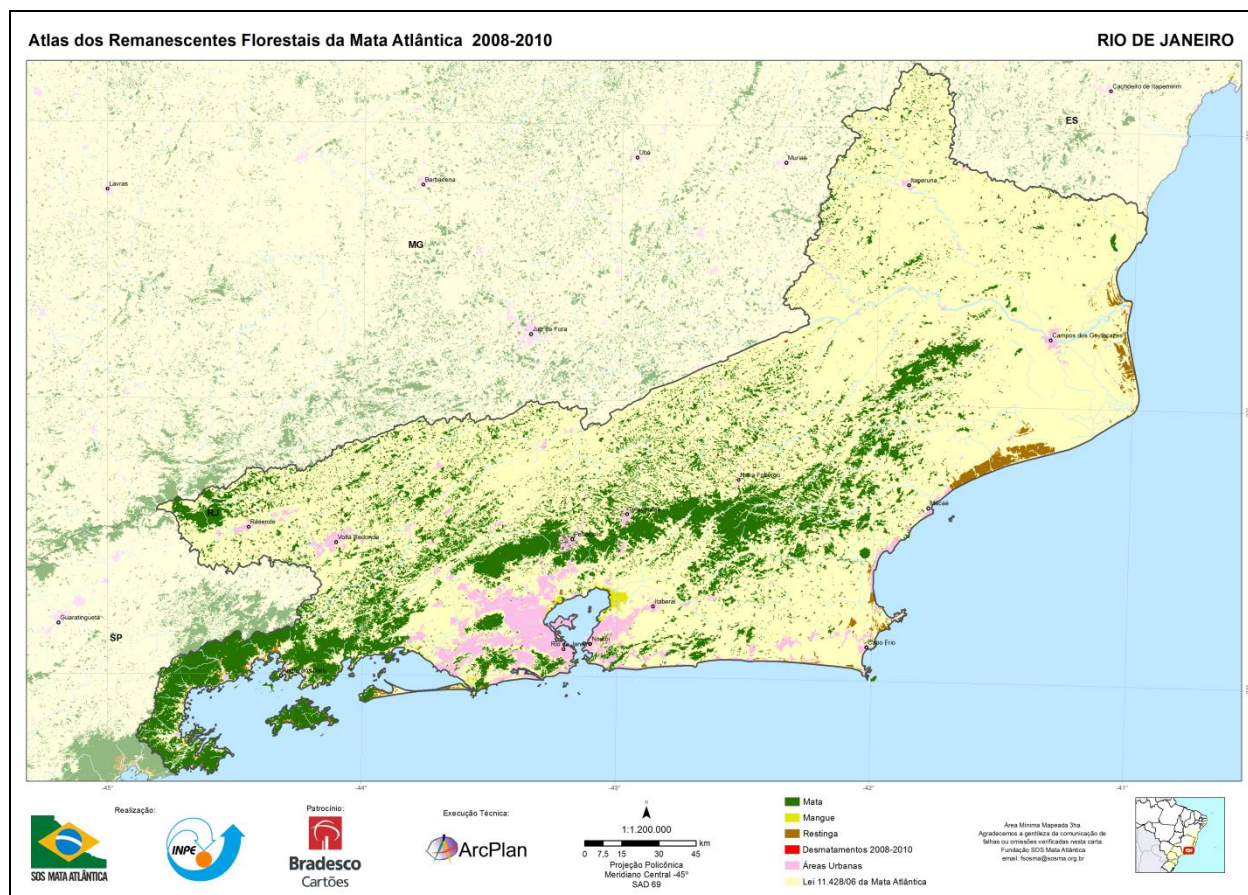 Atlas dos Remanescentes Florestais da Mata Atlântica 2008-2010
RIO DE JANEIRO
Cachoeiro de Itapemirim
ES
Ubá
Muriaé
Lavras
Barbacena
Itaperuna
MG
Juiz de Fora
Campos dos Goytacazes
Nova Friburgo
RJ
Resende
Macaé
Volta Redonda
Itaboraí
Guaratinguetá
SP
Niterói
Rio de Janeiro
Cabo Frio
-45°
-44°
-43°
-42°
-41°
Realização:
SOS MATA ATLÂNTICA
INPE
Patrocínio:
Bradesco
Cartões
Execução Técnica:
ArcPlan
N
1:1.200.000
km
0 7,5 15 30 45
Projeção Policônica
Meridiano Central -45º
SAD 69
Mata
Mangue
Restinga
Desmatamentos 2008-2010
Áreas Urbanas
Lei 11.428/06 da Mata Atlântica
Área Mínima Mapeada 3ha.
Agradecemos a gentileza da comunicação de
falhas ou omissões verificadas nesta carta.
Fundação SOS Mata Atlântica
email: fsosma@sosma.org.br